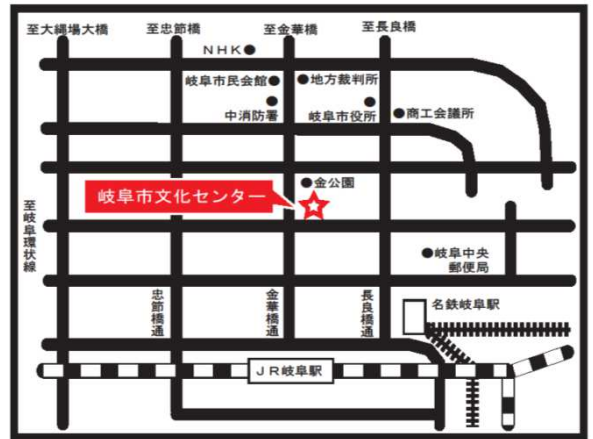 至大縄場大橋
至忠節橋
至金華橋
至長良橋
NHK
岐阜市民会館
地方裁判所
中消防署
岐阜市役所
商工会議所
金公園
岐阜市文化センター
至岐阜環状線
岐阜中央
郵便局
忠節橋通
金華橋通
長良橋通
名鉄岐阜駅
JR岐阜駅